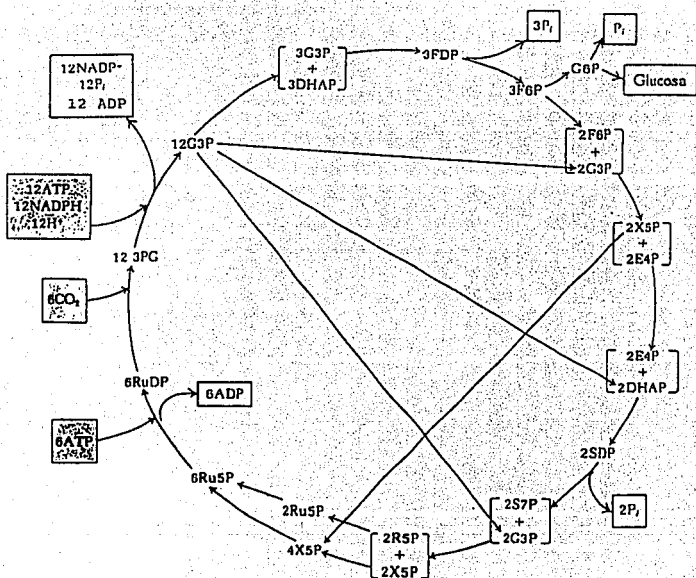 3Pi
Pi
12NADP-
12Pi
12 ADP
3G3P
+
3DHAP
3FDP
G6P
Glucosa
3F6P
12G3P
2F6P
+
2G3P
12ATP
12NADPH
12H+
2X5P
+
2E4P
12 3PG
6CO2
2E4P
+
2DHAP
6RuDP
6ADP
6ATP
2SDP
6Ru5P
2Ru5P
2S7P
+
2G3P
2Pi
4X5P
2R5P
+
2X5P